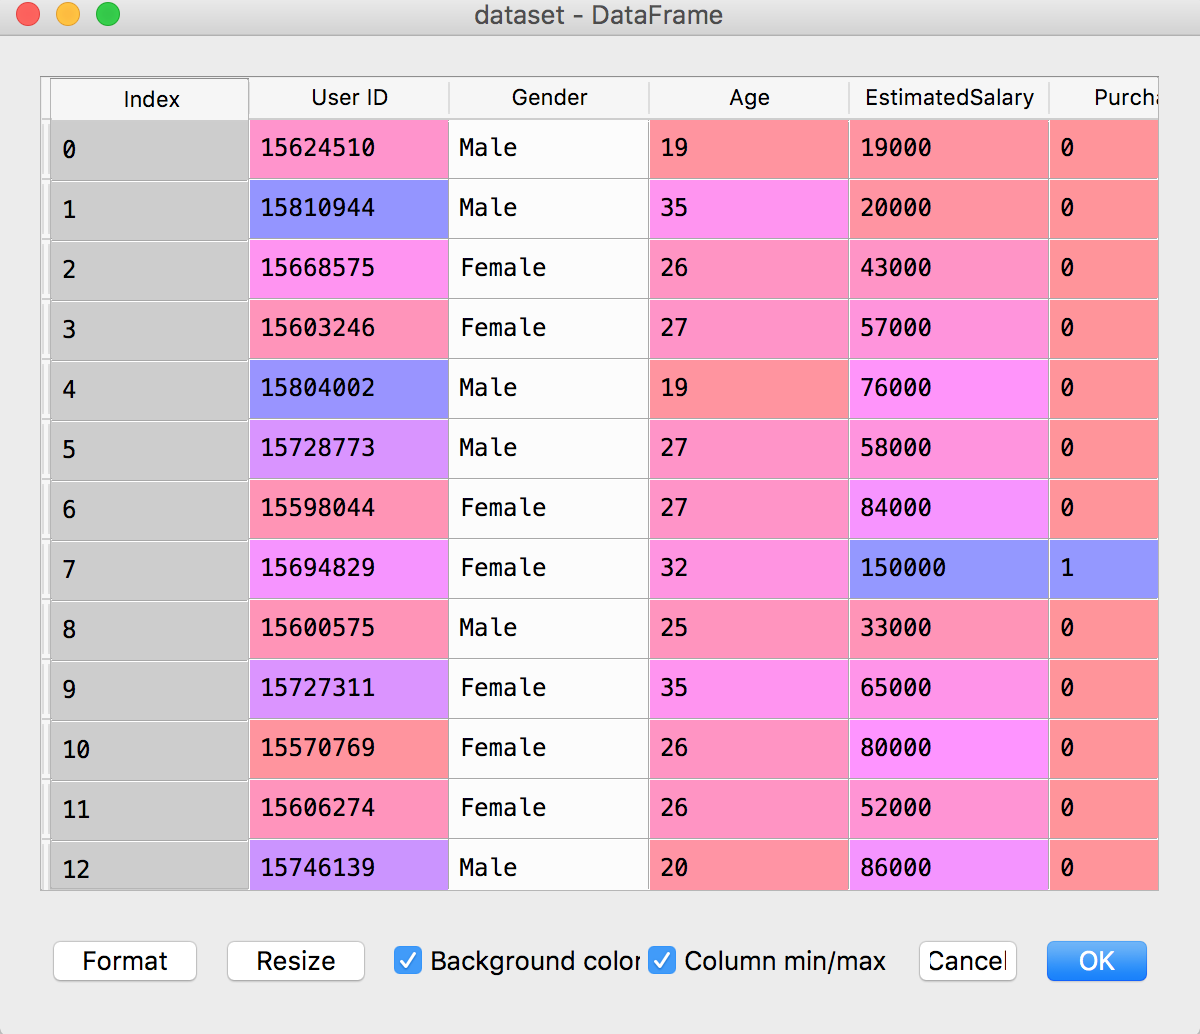 dataset - DataFrame
Index User ID Gender Age EstimatedSalary Purch
0 15624510 Male 19 19000 0
1 15810944 Male 35 20000 0
2 15668575 Female 26 43000 0
3 15603246 Female 27 57000 0
4 15804002 Male 19 76000 0
5 15728773 Male 27 58000 0
6 15598044 Female 27 84000 0
7 15694829 Female 32 150000 1
8 15600575 Male 25 33000 0
9 15727311 Female 35 65000 0
10 15570769 Female 26 80000 0
11 15606274 Female 26 52000 0
12 15746139 Male 20 86000 0
Format Resize Background color Column min/max Cancel OK